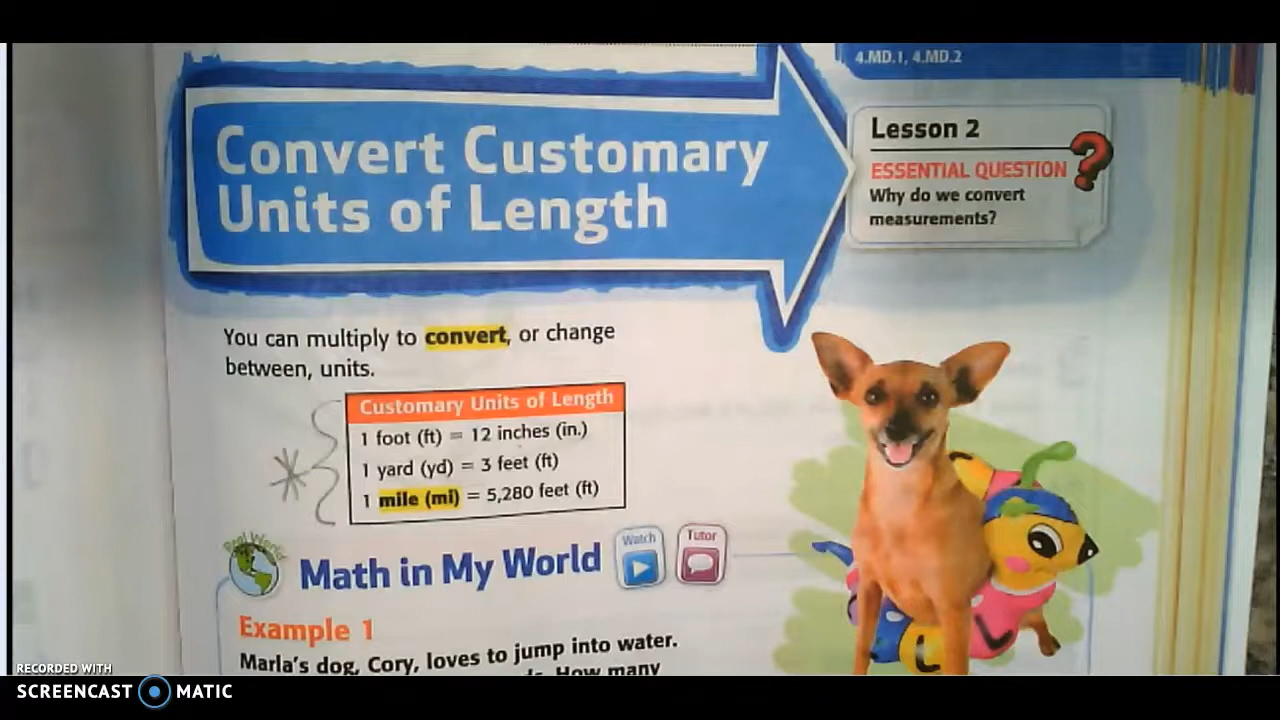 4.MD.1, 4.MD.2
Convert Customary
Units of Length
Lesson 2
ESSENTIAL QUESTION
Why do we convert
measurements?
You can multiply to convert, or change
between, units.
Customary Units of Length
1 foot (ft) = 12 inches (in.)
1 yard (yd) = 3 feet (ft)
1 mile (mi) = 5,280 feet (ft)
Real World
Math in My World
Watch
Tutor
Example 1
Marla's dog, Cory, loves to jump into water.
How many
RECORDED WITH
SCREENCAST MATIC